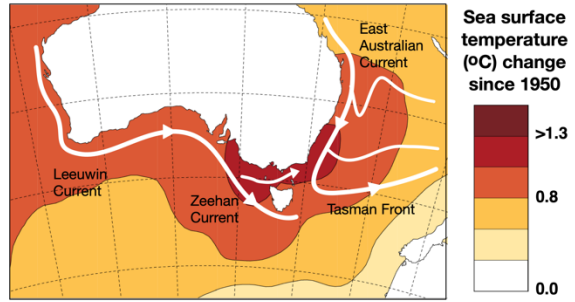 East
Australian
Current
Leeuwin
Current
Zeehan
Current
Tasman Front
Sea surface
temperature
(ºC) change
since 1950
>1.3
0.8
0.0